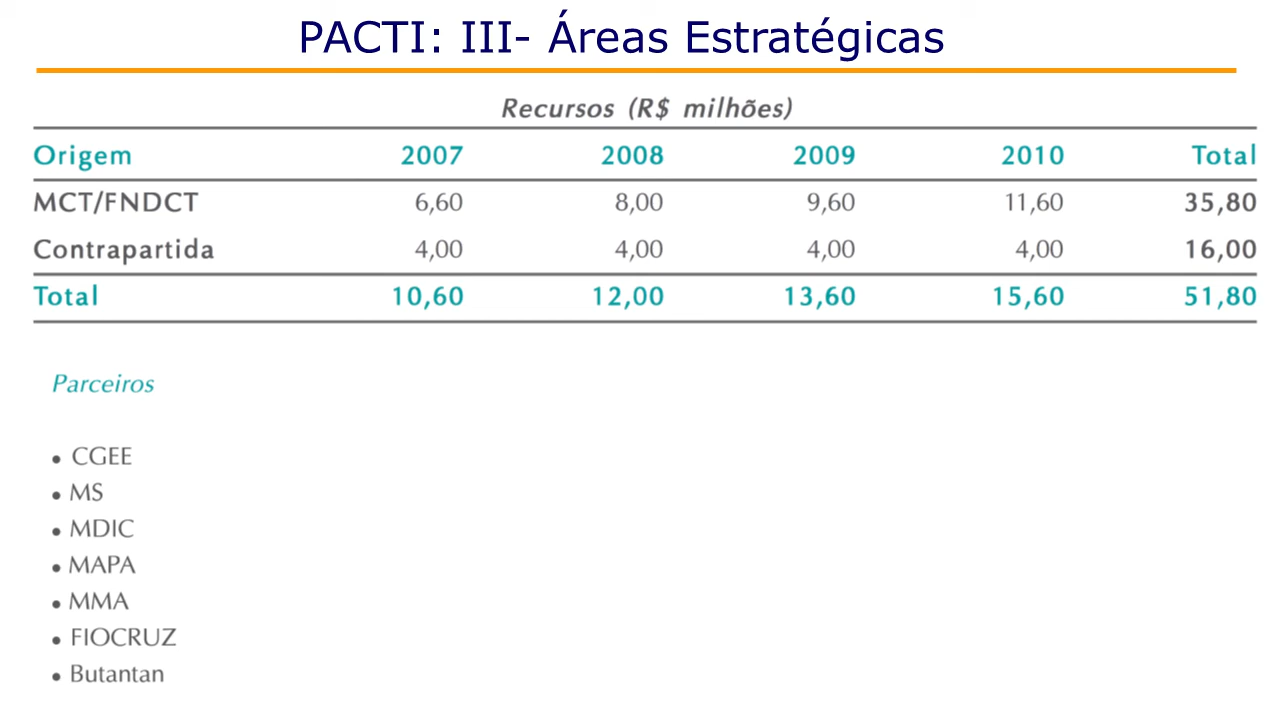 PACTI: III- Áreas Estratégicas
Recursos (R$ milhões)
Origem 2007 2008 2009 2010 Total
MCT/FNDCT 6,60 8,00 9,60 11,60 35,80
Contrapartida 4,00 4,00 4,00 4,00 16,00
Total 10,60 12,00 13,60 15,60 51,80
Parceiros
• CGEE
• MS
• MDIC
• MAPA
• MMA
• FIOCRUZ
• Butantan